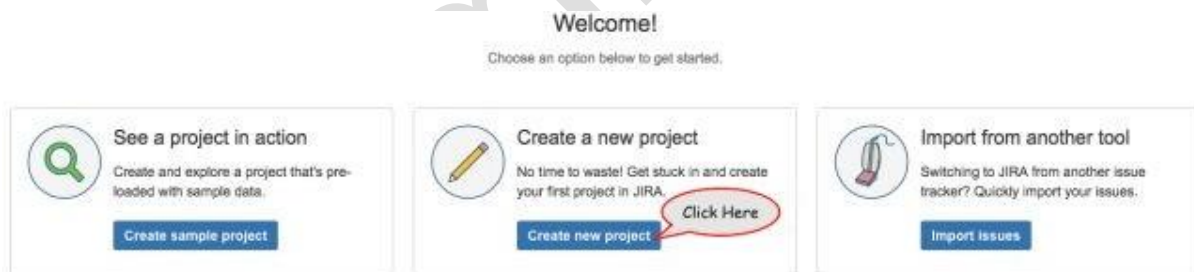 Welcome!
Choose an option below to get started.
See a project in action
Create and explore a project that's pre-
loaded with sample data.
Create sample project
Create a new project
No time to waste! Get stuck in and create
your first project in JIRA.
Click Here
Create new project
Import from another tool
Switching to JIRA from another issue
tracker? Quickly import your issues.
Import issues